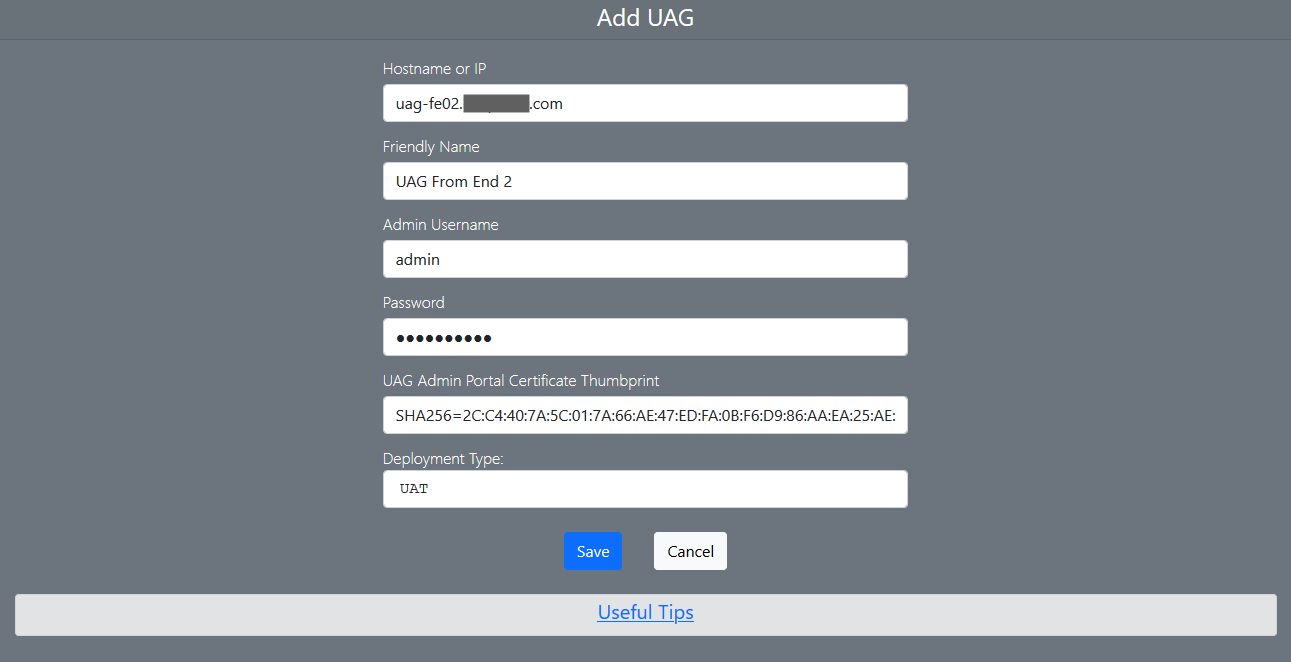 Add UAG
Hostname or IP
uag-fe02. .com
Friendly Name
UAG From End 2
Admin Username
admin
Password
●●●●●●●●●●
UAG Admin Portal Certificate Thumbprint
SHA256=2C:C4:40:7A:5C:01:7A:66:AE:47:ED:FA:0B:F6:D9:86:AA:EA:25:AE:
Deployment Type:
UAT
Save Cancel
Useful Tips